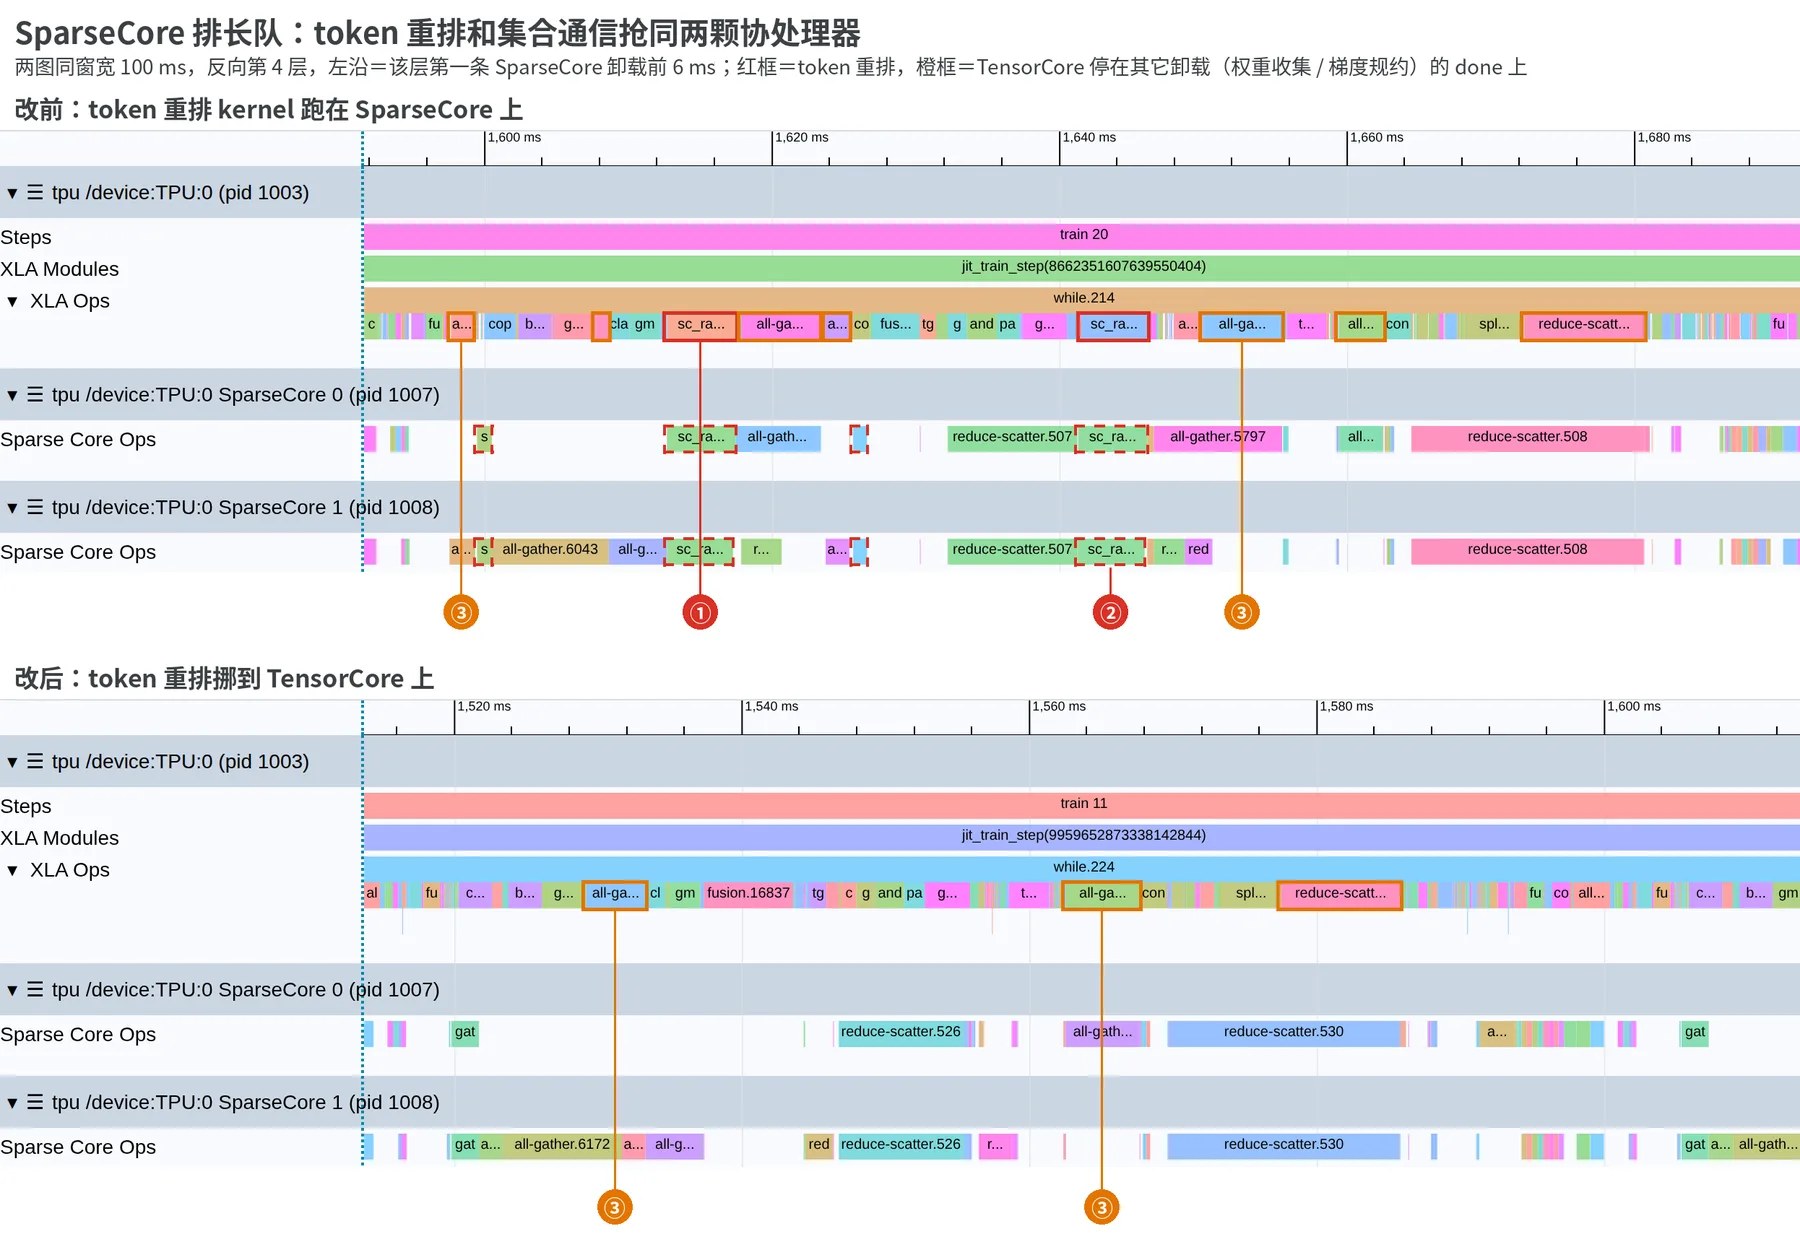 SparseCore 排长队：token 重排和集合通信抢同两颗协处理器
两图同窗宽 100 ms，反向第 4 层，左沿＝该层第一条 SparseCore 卸载前 6 ms；红框＝token 重排，橙框＝TensorCore 停在其它卸载（权重收集 / 梯度规约）的 done 上
改前：token 重排 kernel 跑在 SparseCore 上
1,600 ms 1,620 ms 1,640 ms 1,660 ms 1,680 ms
▼ ☰ tpu /device:TPU:0 (pid 1003)
Steps train 20
XLA Modules jit_train_step(8662351607639550404)
▼ XLA Ops while.214
c fu a... cop b... g... cla gm sc_ra... all-ga... a... co fus... tg g and pa g... sc_ra... a... all-ga... t... all... con spl... reduce-scatt... fu
▼ ☰ tpu /device:TPU:0 SparseCore 0 (pid 1007)
Sparse Core Ops s sc_ra... all-gath... reduce-scatter.507 sc_ra... all-gather.5797 all... reduce-scatter.508
▼ ☰ tpu /device:TPU:0 SparseCore 1 (pid 1008)
Sparse Core Ops a... s all-gather.6043 all-g... sc_ra... r... a... reduce-scatter.507 sc_ra... r... red reduce-scatter.508
③ ① ② ③
改后：token 重排挪到 TensorCore 上
1,520 ms 1,540 ms 1,560 ms 1,580 ms 1,600 ms
▼ ☰ tpu /device:TPU:0 (pid 1003)
Steps train 11
XLA Modules jit_train_step(9959652873338142844)
▼ XLA Ops while.224
al fu c... b... g... all-ga... cl gm fusion.16837 tg c g and pa g... t... all-ga... con spl... reduce-scatt... fu co all... fu c... b... gm
▼ ☰ tpu /device:TPU:0 SparseCore 0 (pid 1007)
Sparse Core Ops gat reduce-scatter.526 all-gath... reduce-scatter.530 a... gat
▼ ☰ tpu /device:TPU:0 SparseCore 1 (pid 1008)
Sparse Core Ops gat a... all-gather.6172 a... all-g... red reduce-scatter.526 r... reduce-scatter.530 gat a... all-gath...
③ ③